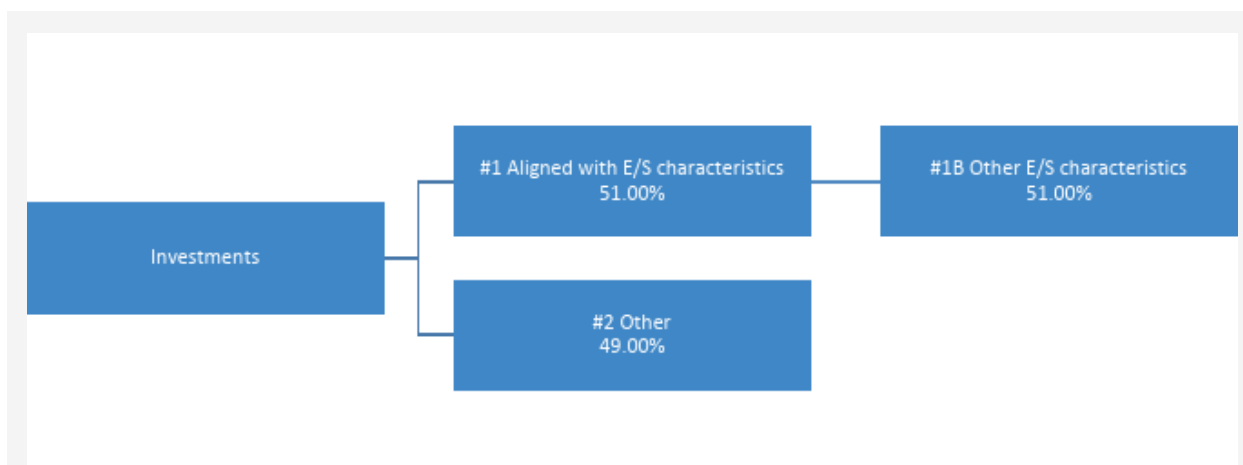 Investments
#1 Aligned with E/S characteristics
51.00%
#1B Other E/S characteristics
51.00%
#2 Other
49.00%